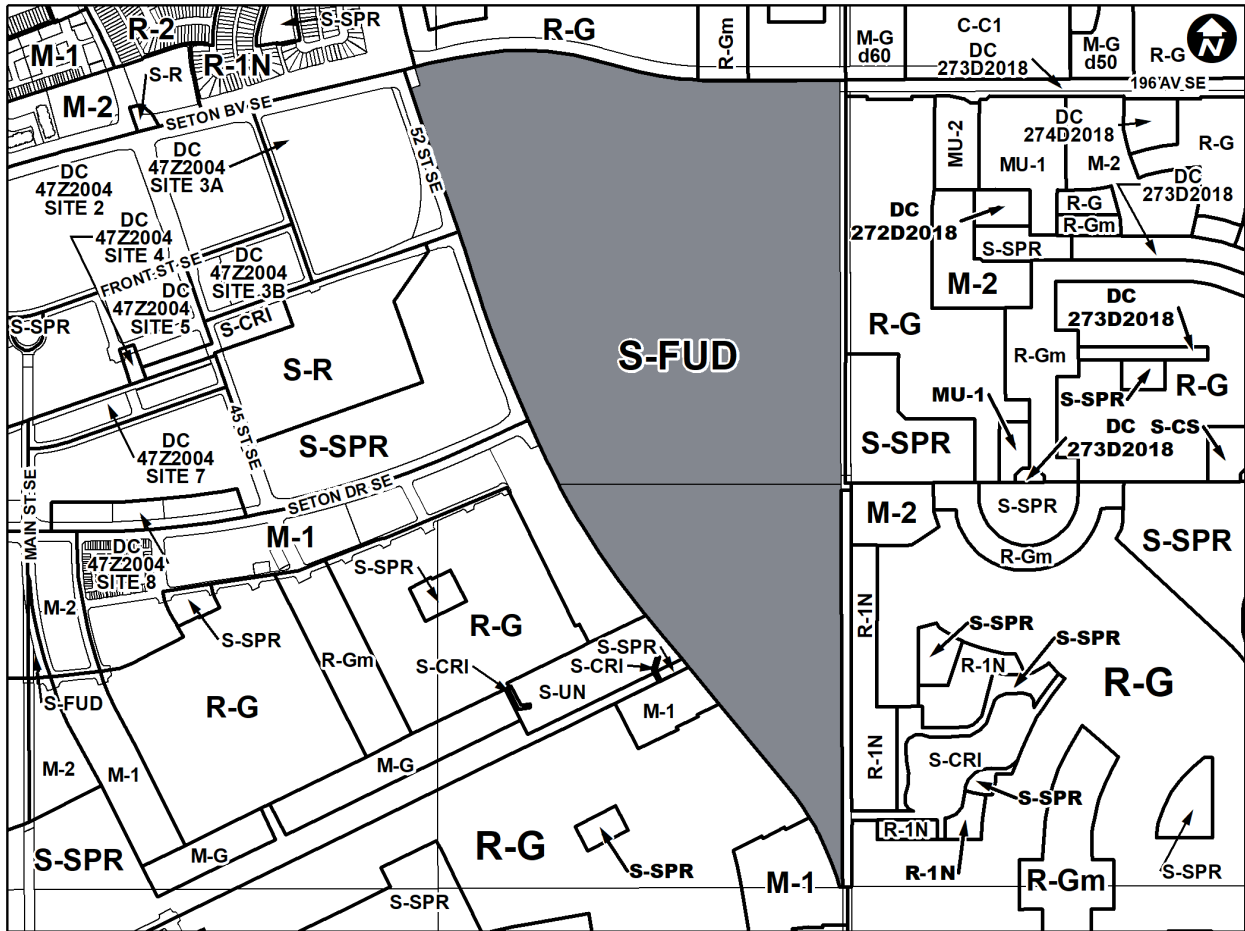 R-2
S-SPR
M-1
R-1N
S-R
M-2
SETON BV SE
R-G
R-Gm
M-G
d60
C-C1
DC
273D2018
M-G
d50
R-G
N
196 AV SE
52 ST SE
DC
47Z2004
SITE 3A
DC
47Z2004
SITE 2
DC
47Z2004
SITE 4
FRONT ST SE
DC
47Z2004
SITE 3B
DC
47Z2004
SITE 5
S-SPR
S-CRI
S-R
S-FUD
MU-2
MU-1
DC
274D2018
M-2
R-G
DC
273D2018
DC
272D2018
R-G
R-Gm
S-SPR
M-2
R-G
DC
273D2018
R-Gm
S-SPR
R-G
MU-1
S-SPR
DC
273D2018
S-CS
45 ST SE
S-SPR
DC
47Z2004
SITE 7
MAIN ST SE
SETON DR SE
M-1
DC
47Z2004
SITE 8
M-2
S-SPR
S-SPR
R-G
R-Gm
S-CRI
S-CRI
S-SPR
S-UN
M-1
S-FUD
R-G
M-2
M-1
M-G
M-G
S-SPR
R-G
S-SPR
S-SPR
M-1
M-2
S-SPR
R-Gm
S-SPR
R-1N
S-SPR
S-SPR
R-1N
R-G
R-1N
S-CRI
S-SPR
R-1N
R-1N
R-Gm
S-SPR